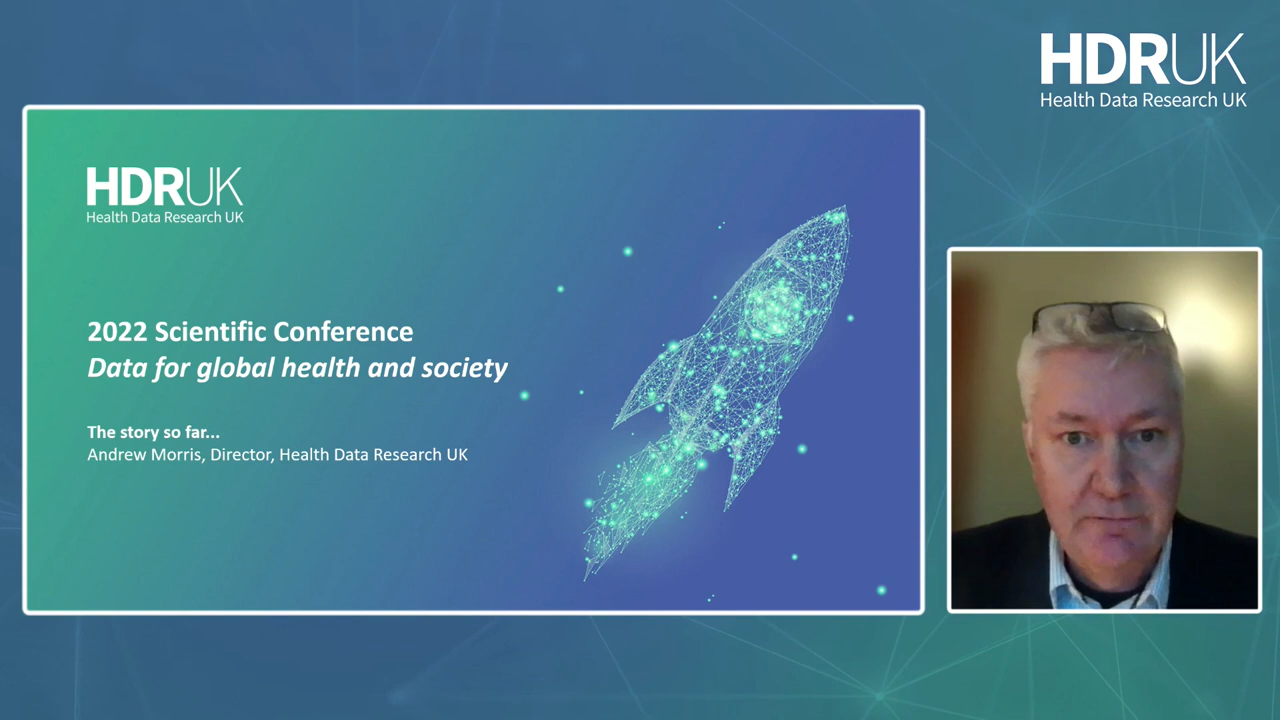 HDRUK
Health Data Research UK
HDRUK
Health Data Research UK
2022 Scientific Conference
Data for global health and society
The story so far...
Andrew Morris, Director, Health Data Research UK